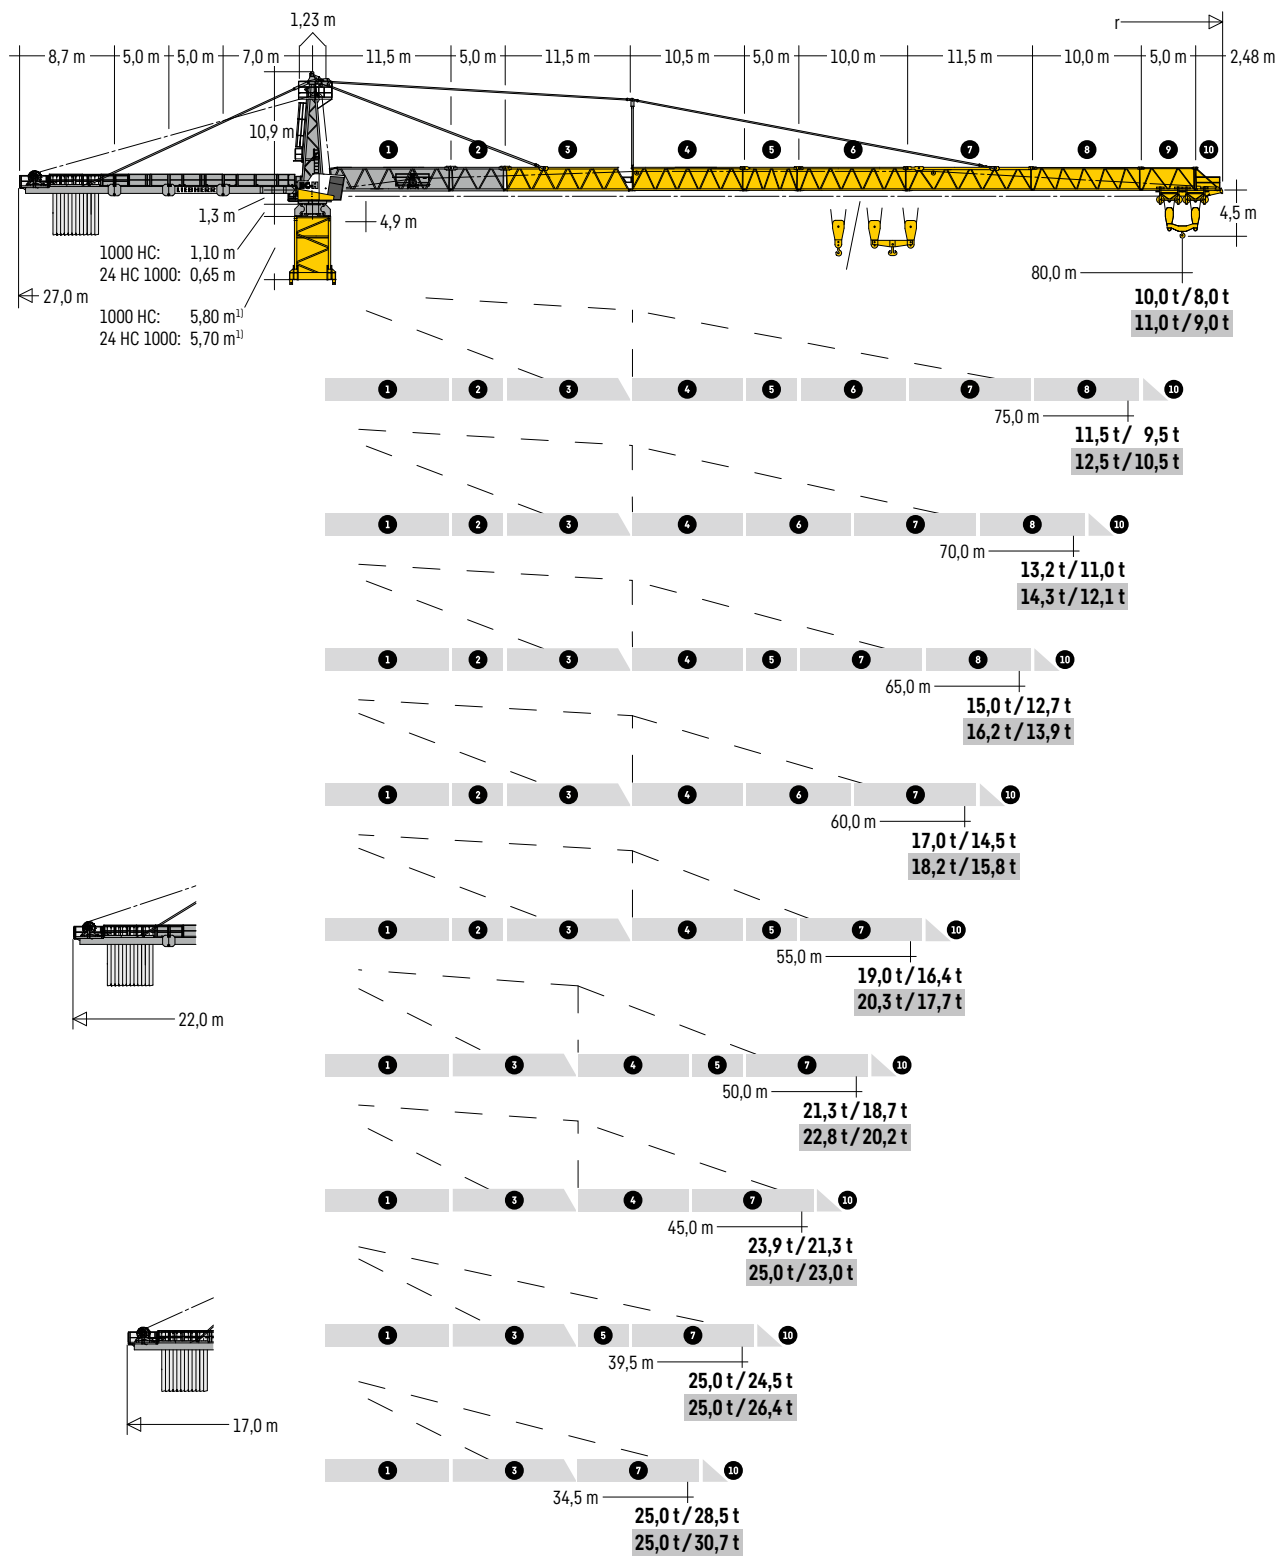 1,23 m
r
8,7 m 5,0 m 5,0 m 7,0 m 11,5 m 5,0 m 11,5 m 10,5 m 5,0 m 10,0 m 11,5 m 10,0 m 5,0 m 2,48 m
10,9 m
1 2 3 4 5 6 7 8 9 10
LIEBHERR
1,3 m
4,9 m
4,5 m
1000 HC: 1,10 m
24 HC 1000: 0,65 m
27,0 m
80,0 m
10,0 t / 8,0 t
11,0 t / 9,0 t
1000 HC: 5,80 m1)
24 HC 1000: 5,70 m1)
1 2 3 4 5 6 7 8 10
75,0 m
11,5 t / 9,5 t
12,5 t / 10,5 t
1 2 3 4 6 7 8 10
70,0 m
13,2 t / 11,0 t
14,3 t / 12,1 t
1 2 3 4 5 7 8 10
65,0 m
15,0 t / 12,7 t
16,2 t / 13,9 t
1 2 3 4 6 7 10
60,0 m
17,0 t / 14,5 t
18,2 t / 15,8 t
1 2 3 4 5 7 10
55,0 m
19,0 t / 16,4 t
20,3 t / 17,7 t
22,0 m
1 3 4 5 7 10
50,0 m
21,3 t / 18,7 t
22,8 t / 20,2 t
1 3 4 7 10
45,0 m
23,9 t / 21,3 t
25,0 t / 23,0 t
1 3 5 7 10
39,5 m
25,0 t / 24,5 t
25,0 t / 26,4 t
17,0 m
1 3 7 10
34,5 m
25,0 t / 28,5 t
25,0 t / 30,7 t